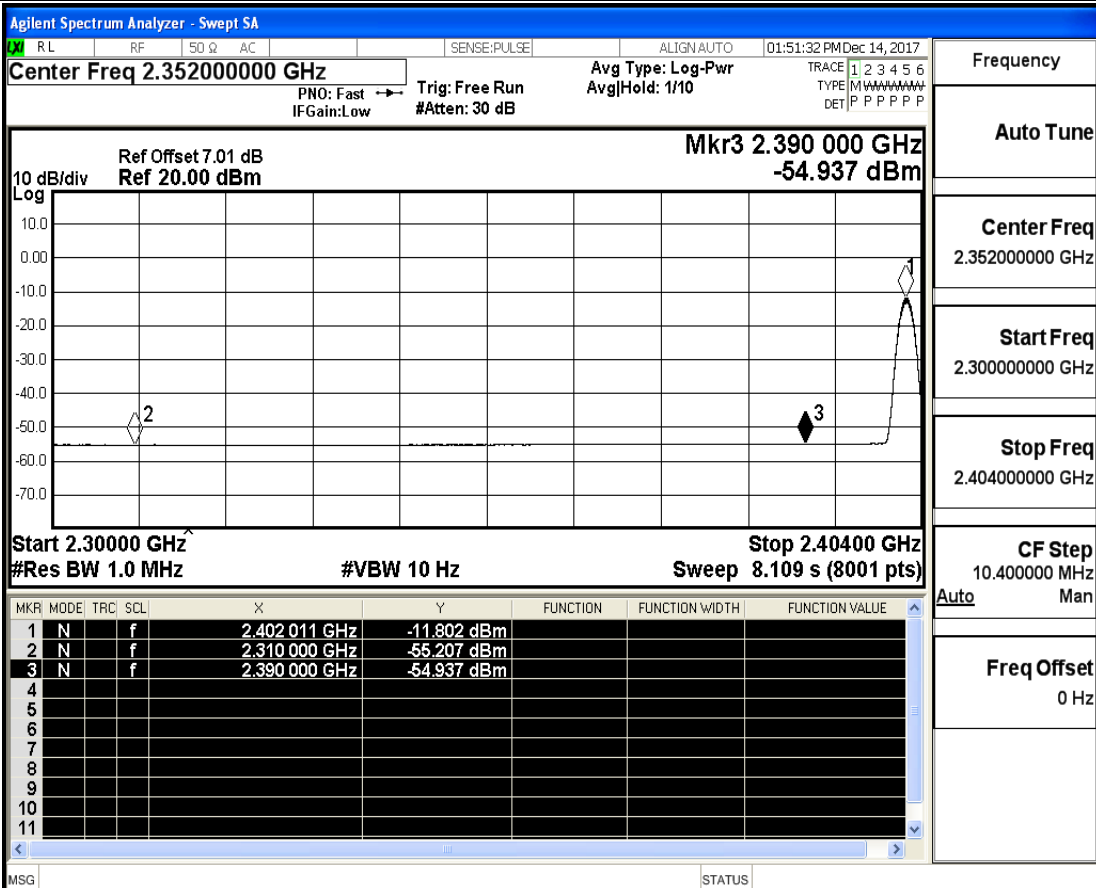 Agilent Spectrum Analyzer - Swept SA
LXI RL RF 50 Ω AC SENSE:PULSE ALIGN AUTO 01:51:32 PM Dec 14, 2017
Center Freq 2.352000000 GHz
PNO: Fast
IFGain:Low
Trig: Free Run
#Atten: 30 dB
Avg Type: Log-Pwr
Avg|Hold: 1/10
TRACE 1 2 3 4 5 6
TYPE M WWWWW
DET P P P P P P
Mkr3 2.390 000 GHz
-54.937 dBm
Ref Offset 7.01 dB
10 dB/div Ref 20.00 dBm
Log
10.0
0.00
-10.0
-20.0
-30.0
-40.0
-50.0
-60.0
-70.0
1
2
3
Start 2.30000 GHz Stop 2.40400 GHz
#Res BW 1.0 MHz #VBW 10 Hz Sweep 8.109 s (8001 pts)
MKR MODE TRC SCL X Y FUNCTION FUNCTION WIDTH FUNCTION VALUE
1 N f 2.402 011 GHz -11.802 dBm
2 N f 2.310 000 GHz -55.207 dBm
3 N f 2.390 000 GHz -54.937 dBm
4
5
6
7
8
9
10
11
MSG STATUS
Frequency
Auto Tune
Center Freq
2.352000000 GHz
Start Freq
2.300000000 GHz
Stop Freq
2.404000000 GHz
CF Step
10.400000 MHz
Auto Man
Freq Offset
0 Hz